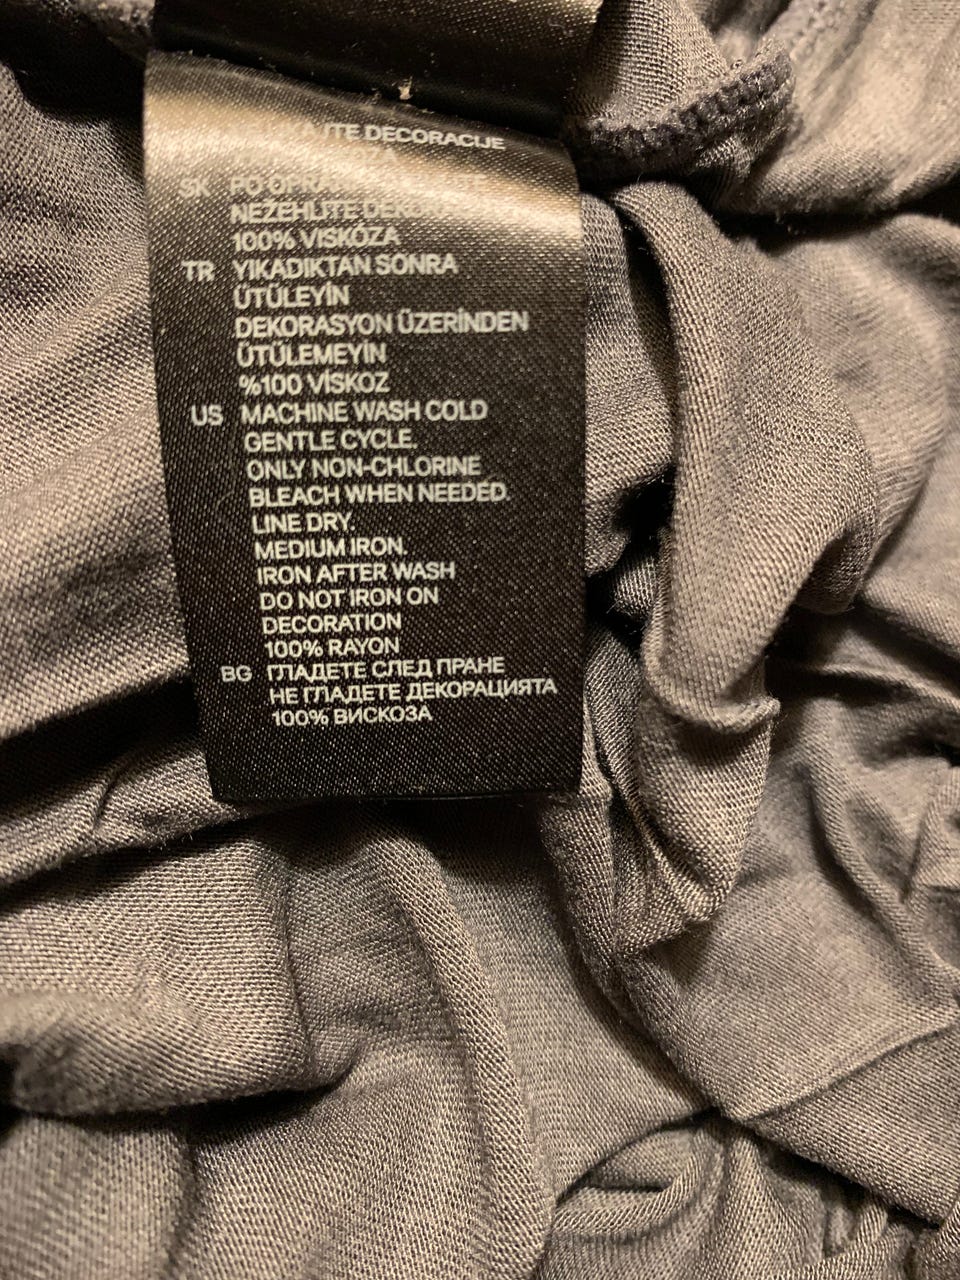 DECORACIJE
SK PO
NEŽEHLITE
100% VISKÓZA
TR YIKADIKTAN SONRA
ÜTÜLEYİN
DEKORASYON ÜZERİNDEN
ÜTÜLEMEYİN
%100 VİSKOZ
US MACHINE WASH COLD
GENTLE CYCLE.
ONLY NON-CHLORINE
BLEACH WHEN NEEDED.
LINE DRY.
MEDIUM IRON.
IRON AFTER WASH
DO NOT IRON ON
DECORATION
100% RAYON
BG ГЛАДЕТЕ СЛЕД ПРАНЕ
НЕ ГЛАДЕТЕ ДЕКОРАЦИЯТА
100% ВИСКОЗА